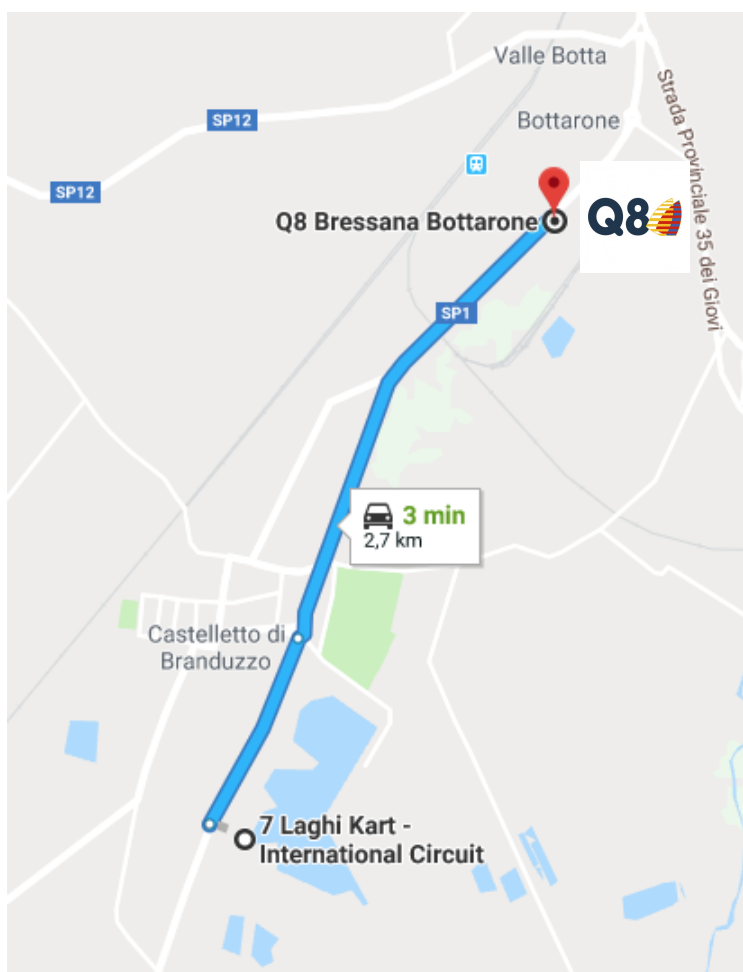 Valle Botta
SP12
Bottarone
SP12
Strada Provinciale 35 dei Giovi
Q8 Bressana Bottarone
Q8
SP1
3 min
2,7 km
Castelletto di
Branduzzo
7 Laghi Kart -
International Circuit